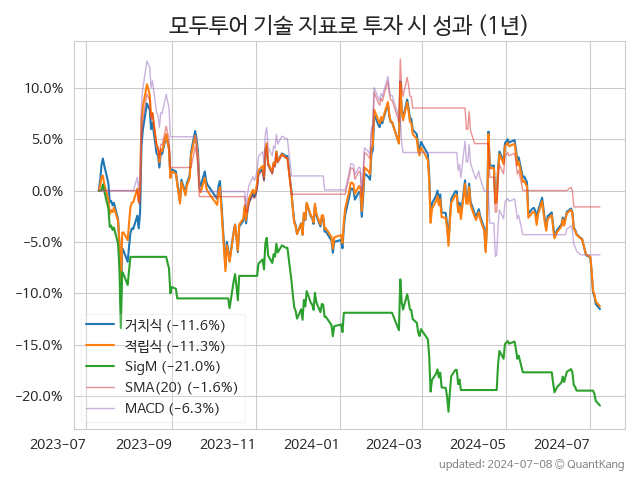 모두투어 기술 지표로 투자 시 성과 (1년)
10.0%
5.0%
0.0%
−5.0%
−10.0%
−15.0%
−20.0%
거치식 (−11.6%)
적립식 (−11.3%)
SigM (−21.0%)
SMA(20) (−1.6%)
MACD (−6.3%)
2023-07 2023-09 2023-11 2024-01 2024-03 2024-05 2024-07
updated: 2024-07-08 © QuantKang